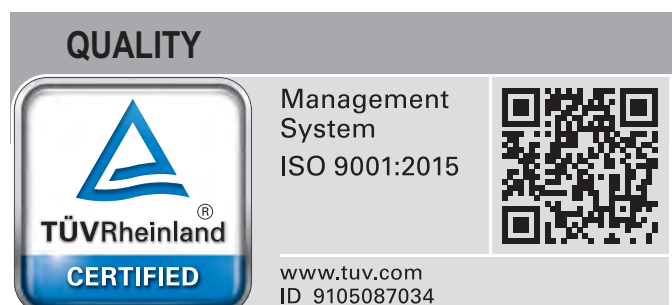 QUALITY
Management
System
ISO 9001:2015
®
TÜVRheinland
CERTIFIED
www.tuv.com
ID 9105087034